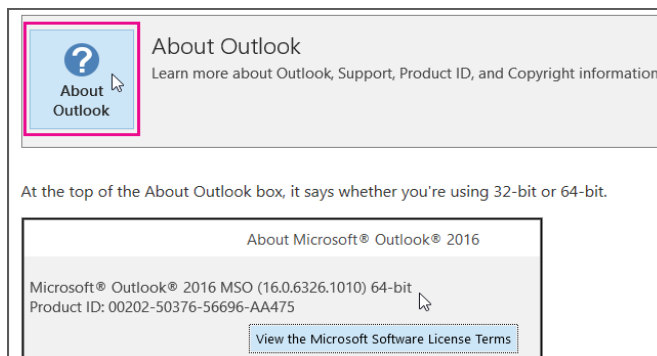 About Outlook
About Outlook
Learn more about Outlook, Support, Product ID, and Copyright information
At the top of the About Outlook box, it says whether you're using 32-bit or 64-bit.
About Microsoft® Outlook® 2016
Microsoft® Outlook® 2016 MSO (16.0.6326.1010) 64-bit
Product ID: 00202-50376-56696-AA475
View the Microsoft Software License Terms